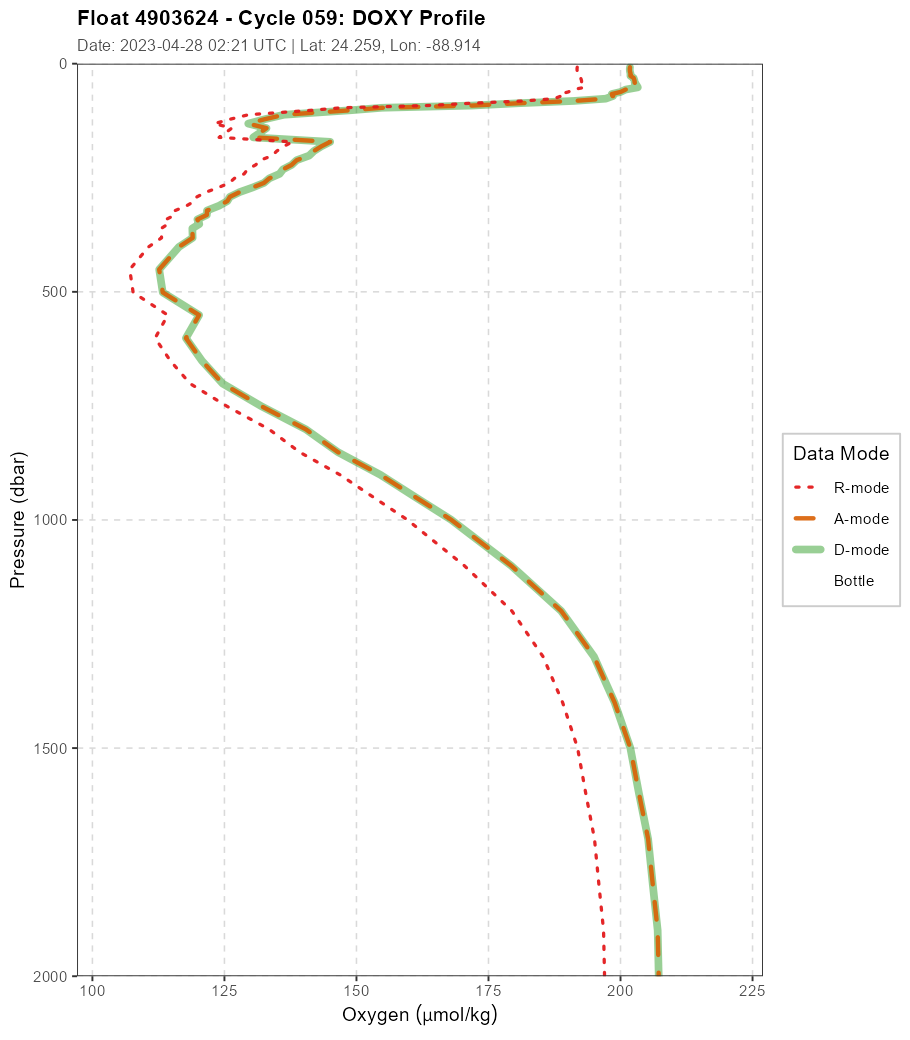 Float 4903624 - Cycle 059: DOXY Profile
Date: 2023-04-28 02:21 UTC | Lat: 24.259, Lon: -88.914
0
500
1000
1500
2000
Pressure (dbar)
100 125 150 175 200 225
Oxygen (µmol/kg)
Data Mode
R-mode
A-mode
D-mode
Bottle